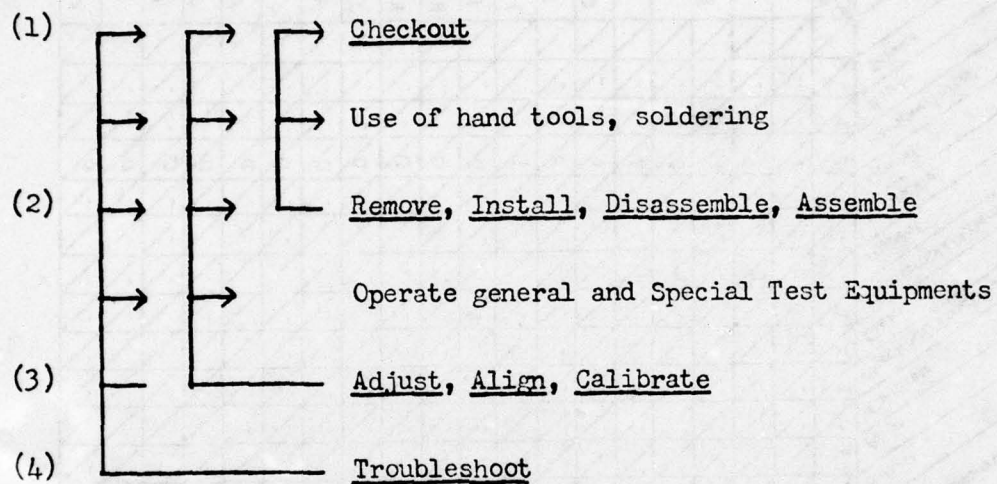 (1) Checkout
Use of hand tools, soldering
(2) Remove, Install, Disassemble, Assemble
Operate general and Special Test Equipments
(3) Adjust, Align, Calibrate
(4) Troubleshoot